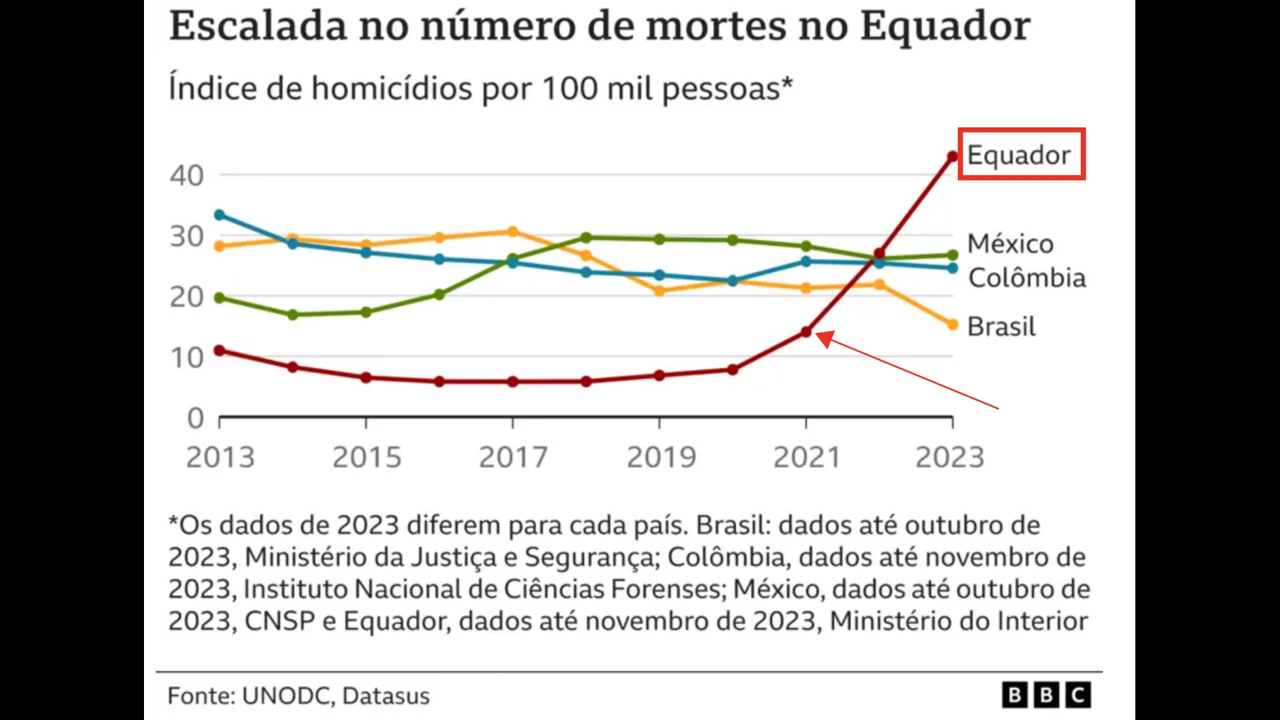 Escalada no número de mortes no Equador
Índice de homicídios por 100 mil pessoas*
40
30
20
10
0
Equador
México
Colômbia
Brasil
2013 2015 2017 2019 2021 2023
*Os dados de 2023 diferem para cada país. Brasil: dados até outubro de
2023, Ministério da Justiça e Segurança; Colômbia, dados até novembro de
2023, Instituto Nacional de Ciências Forenses; México, dados até outubro de
2023, CNSP e Equador, dados até novembro de 2023, Ministério do Interior
Fonte: UNODC, Datasus
BBC